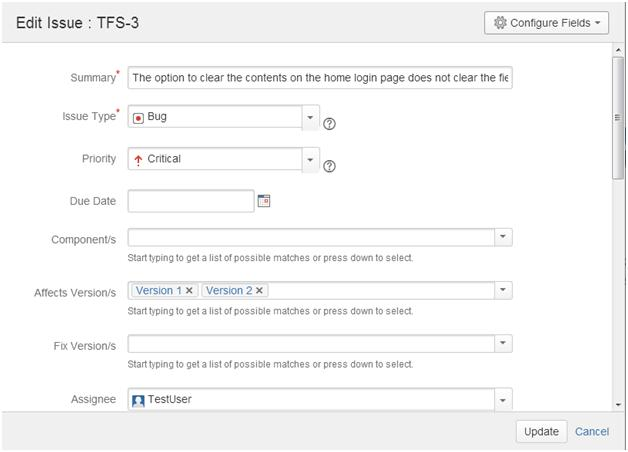 Edit Issue : TFS-3
Configure Fields
Summary* The option to clear the contents on the home login page does not clear the fie
Issue Type* Bug
Priority Critical
Due Date
Component/s
Start typing to get a list of possible matches or press down to select.
Affects Version/s Version 1 × Version 2 ×
Start typing to get a list of possible matches or press down to select.
Fix Version/s
Start typing to get a list of possible matches or press down to select.
Assignee TestUser
Update Cancel